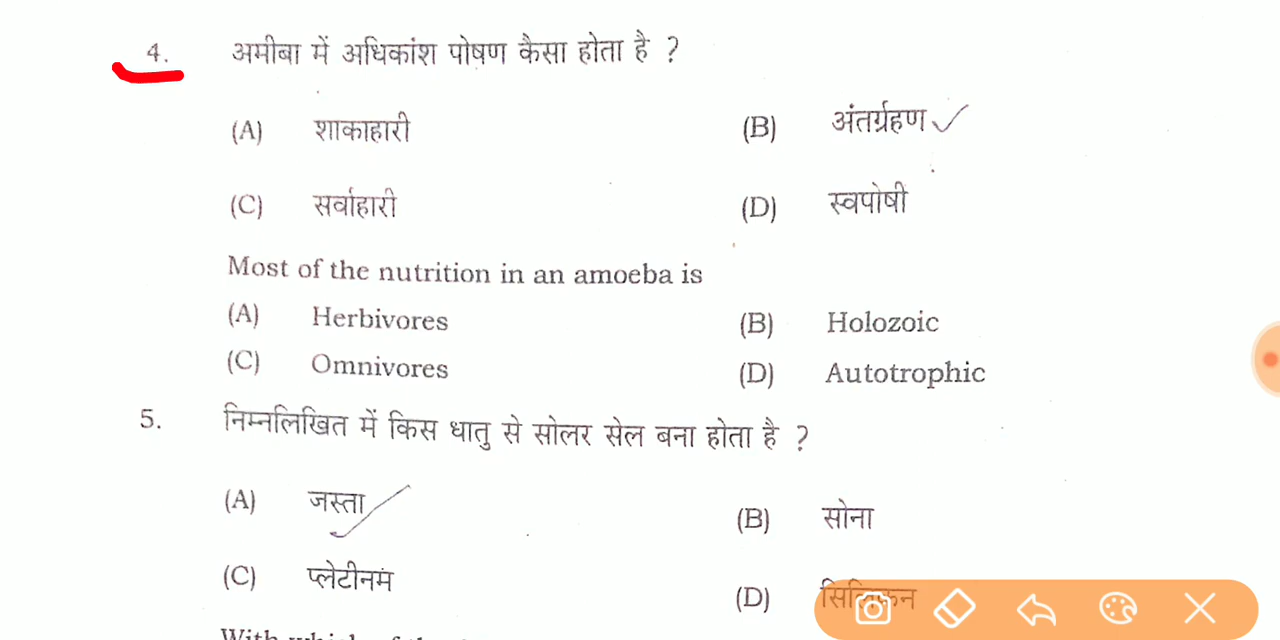 4. अमीबा में अधिकांश पोषण कैसा होता है ?
(A) शाकाहारी (B) अंतर्ग्रहण
(C) सर्वाहारी (D) स्वपोषी
Most of the nutrition in an amoeba is
(A) Herbivores (B) Holozoic
(C) Omnivores (D) Autotrophic
5. निम्नलिखित में किस धातु से सोलर सेल बना होता है ?
(A) जस्ता (B) सोना
(C) प्लेटीनम (D) सिलिकन